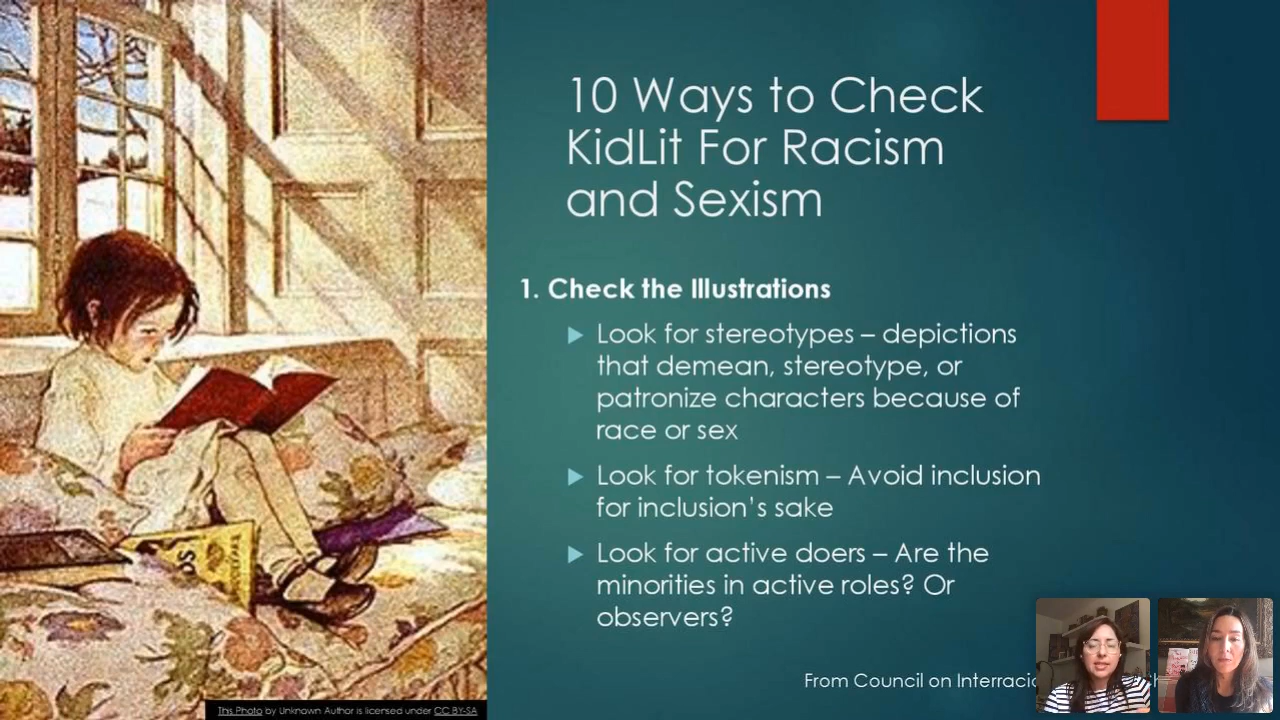 10 Ways to Check
KidLit For Racism
and Sexism
1. Check the Illustrations
Look for stereotypes – depictions
that demean, stereotype, or
patronize characters because of
race or sex
Look for tokenism – Avoid inclusion
for inclusion's sake
Look for active doers – Are the
minorities in active roles? Or
observers?
From Council on
This Photo by Unknown Author is licensed under CC BY-SA